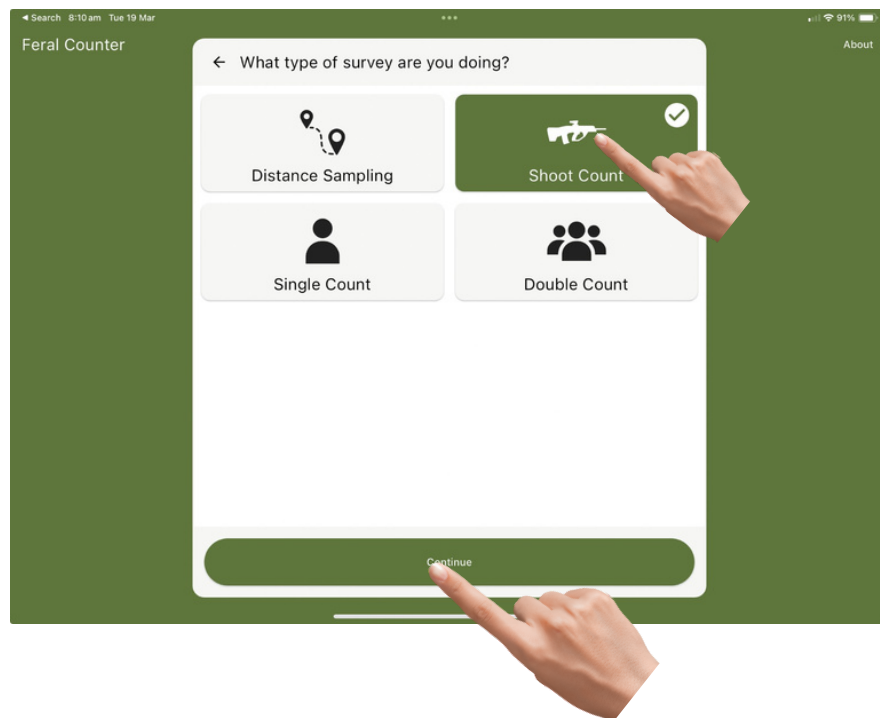 ◄ Search 8:10 am Tue 19 Mar
91%
Feral Counter
About
What type of survey are you doing?
Distance Sampling
Shoot Count
Single Count
Double Count
Continue